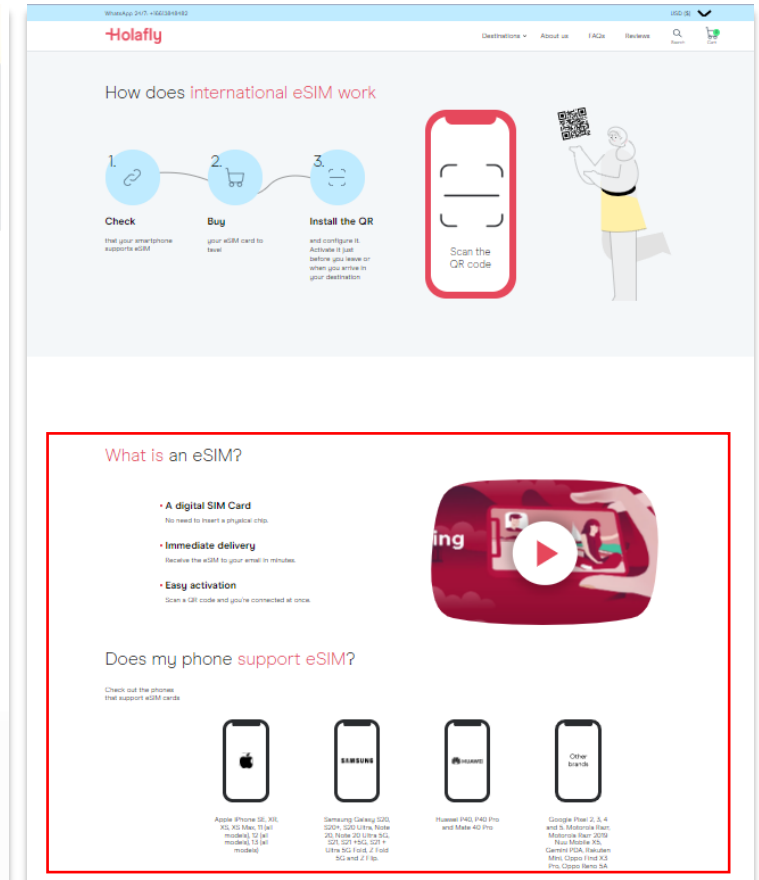 WhatsApp 24/7: +16613848482
USD ($)
Holafly
Destinations
About us
FAQs
Reviews
Search
Cart
How does international eSIM work
1.
2.
3.
Check
that your smartphone
supports eSIM
Buy
your eSIM card to
travel
Install the QR
and configure it.
Activate it just
before you leave or
when you arrive in
your destination
Scan the
QR code
What is an eSIM?
• A digital SIM Card
No need to insert a physical chip.
• Immediate delivery
Receive the eSIM to your email in minutes.
• Easy activation
Scan a QR code and you're connected at once.
ing
Does my phone support eSIM?
Check out the phones
that support eSIM cards
SAMSUNG
HUAWEI
Other
brands
Apple iPhone SE, XR,
XS, XS Max, 11 (all
models), 12 (all
models), 13 (all
models)
Samsung Galaxy S20,
S20+, S20 Ultra, Note
20, Note 20 Ultra 5G,
S21, S21 +5G, S21 +
Ultra 5G Fold, Z Fold
5G and Z Flip.
Huawei P40, P40 Pro
and Mate 40 Pro
Google Pixel 2, 3, 4
and 5. Motorola Razr,
Motorola Razr 2019
Nuu Mobile X5,
Gemini PDA, Rakuten
Mini, Oppo Find X3
Pro, Oppo Reno 5A